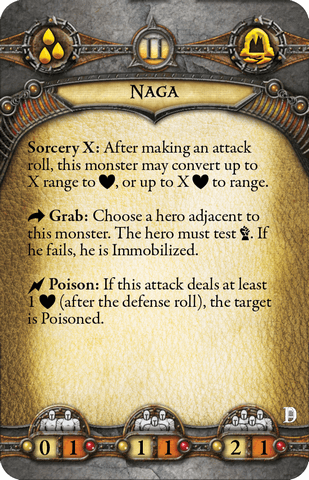 II
Naga
Sorcery X: After making an attack
roll, this monster may convert up to
X range to ♥, or up to X ♥ to range.
Grab: Choose a hero adjacent to
this monster. The hero must test . If
he fails, he is Immobilized.
Poison: If this attack deals at least
1 ♥ (after the defense roll), the target
is Poisoned.
D
0 1 1 1 2 1